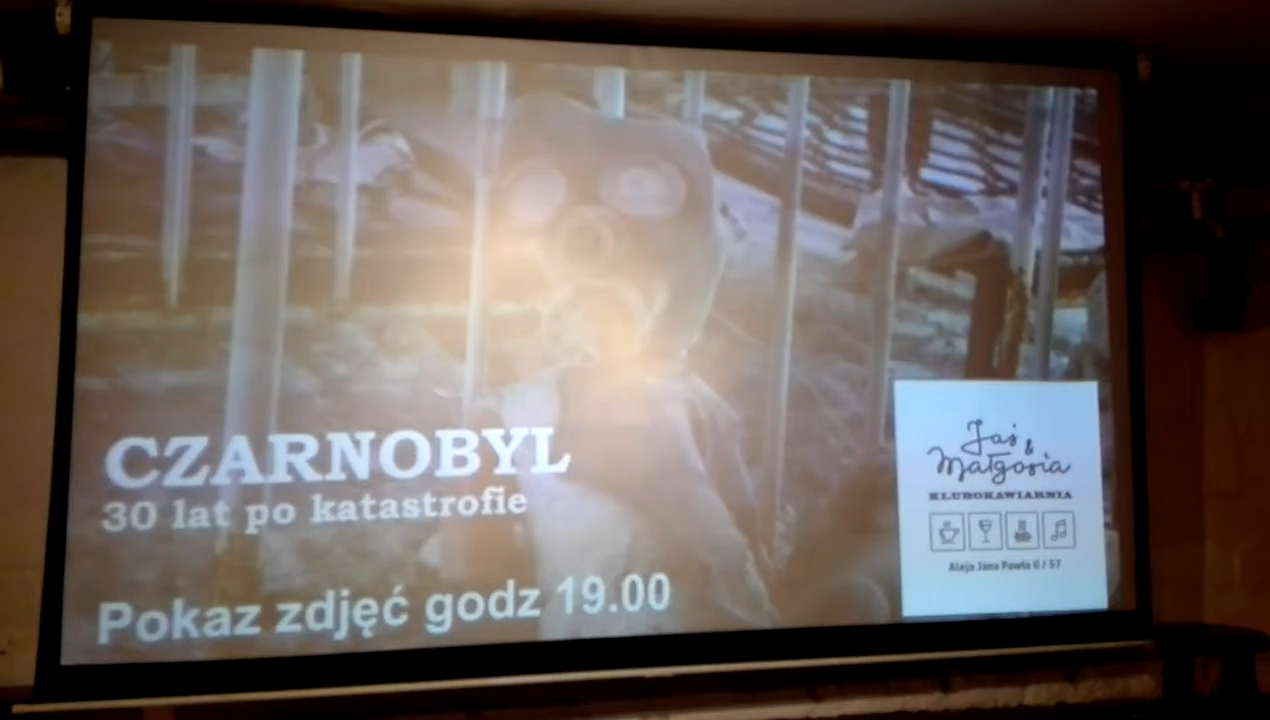 CZARNOBYL
30 lat po katastrofie
Pokaz zdjęć godz 19.00
Jaś
&
Małgosia
KLUBOKAWIARNIA
Aleja Jana Pawła II / 57